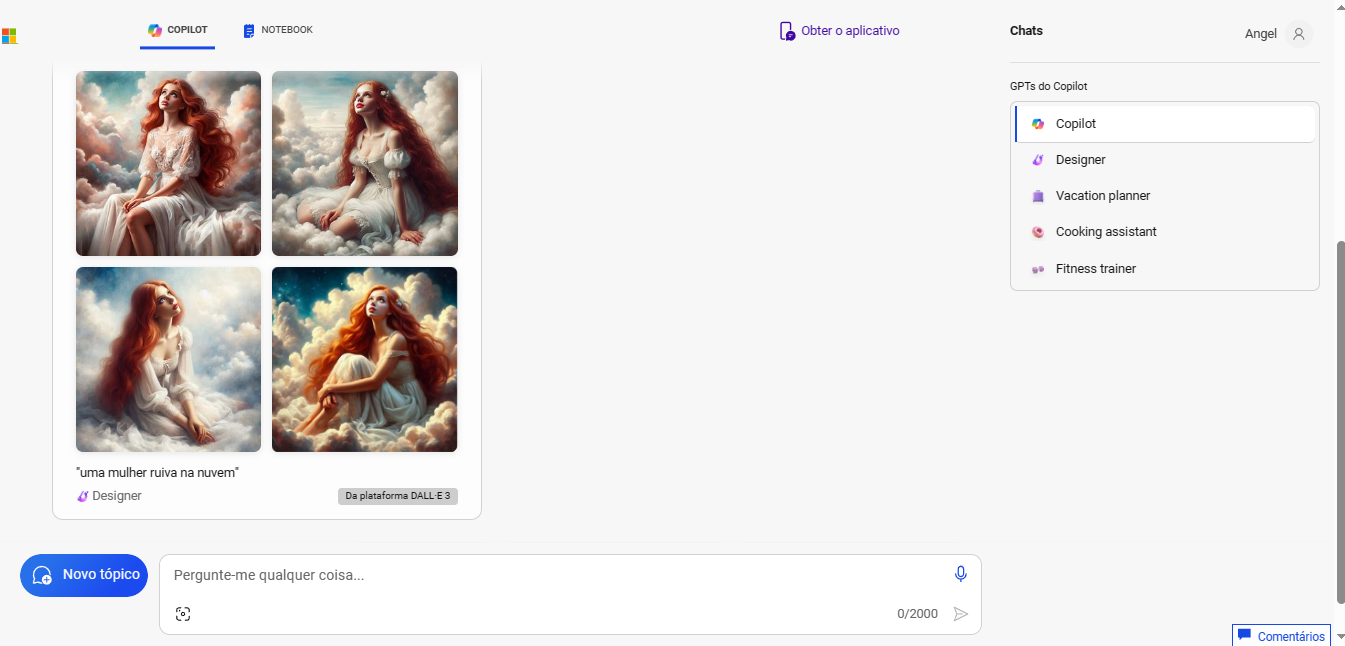 COPILOT
NOTEBOOK
Obter o aplicativo
Chats
Angel
GPTs do Copilot
Copilot
Designer
Vacation planner
Cooking assistant
Fitness trainer
"uma mulher ruiva na nuvem"
Designer
Da plataforma DALL·E 3
Novo tópico
Pergunte-me qualquer coisa...
0/2000
Comentários